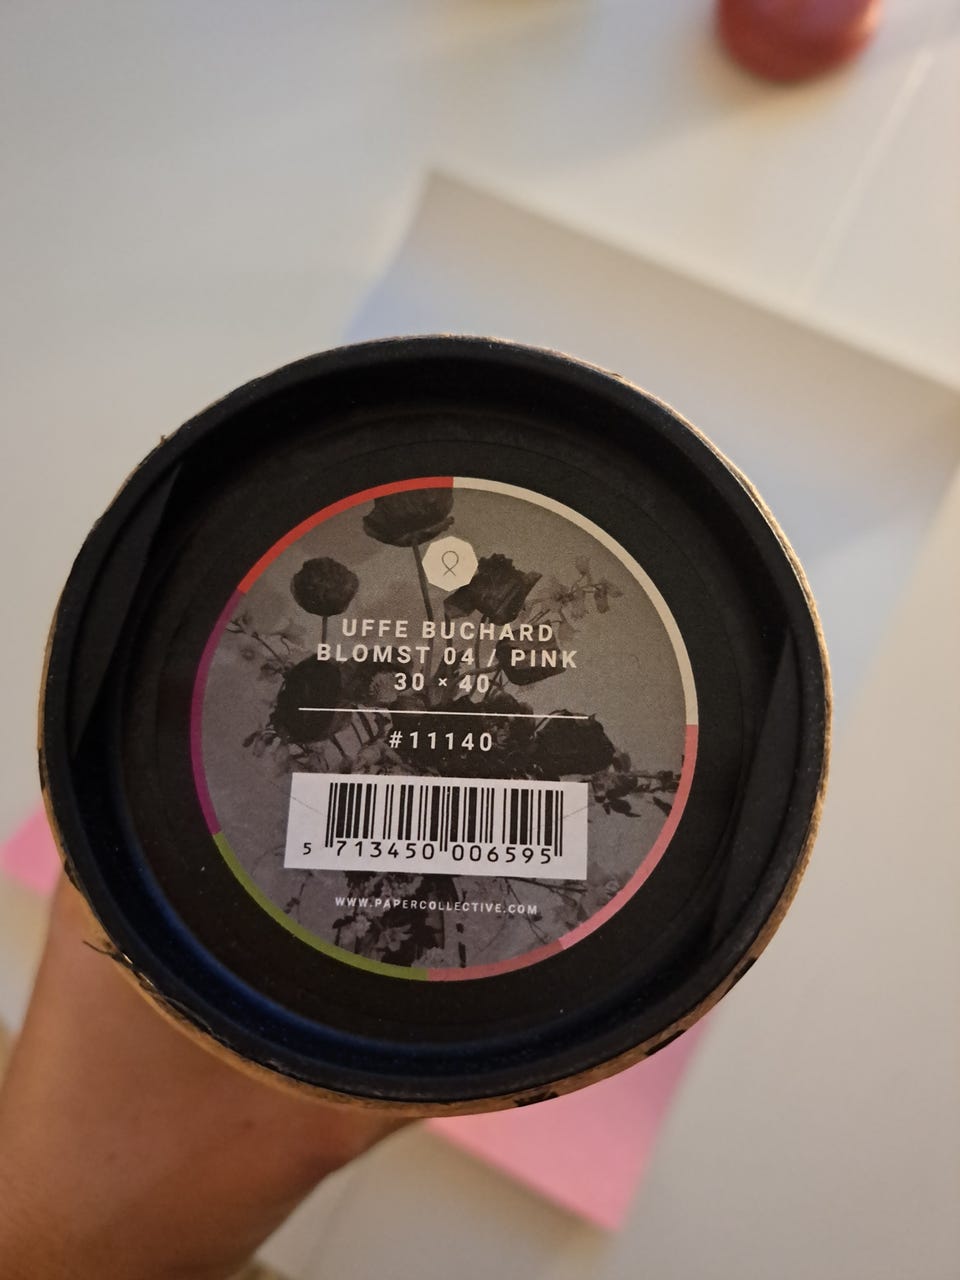 UFFE BUCHARD
BLOMST 04 / PINK
30 × 40
#11140
5 713450 006595
WWW.PAPERCOLLECTIVE.COM